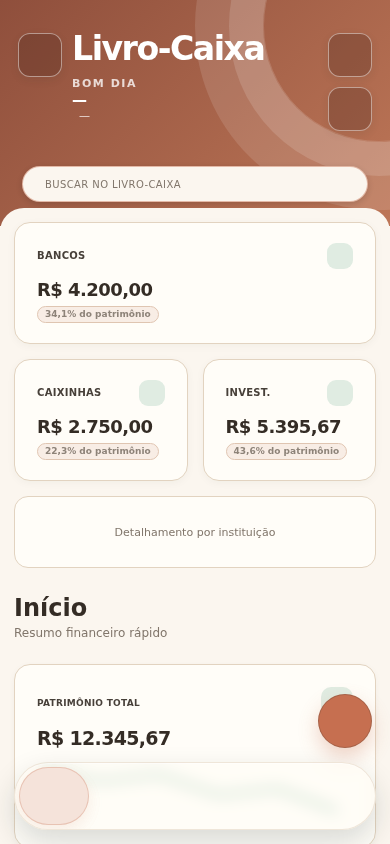 Livro-Caixa
BOM DIA
—
—
BUSCAR NO LIVRO-CAIXA
BANCOS
R$ 4.200,00
34,1% do patrimônio
CAIXINHAS
R$ 2.750,00
22,3% do patrimônio
INVEST.
R$ 5.395,67
43,6% do patrimônio
Detalhamento por instituição
Início
Resumo financeiro rápido
PATRIMÔNIO TOTAL
R$ 12.345,67